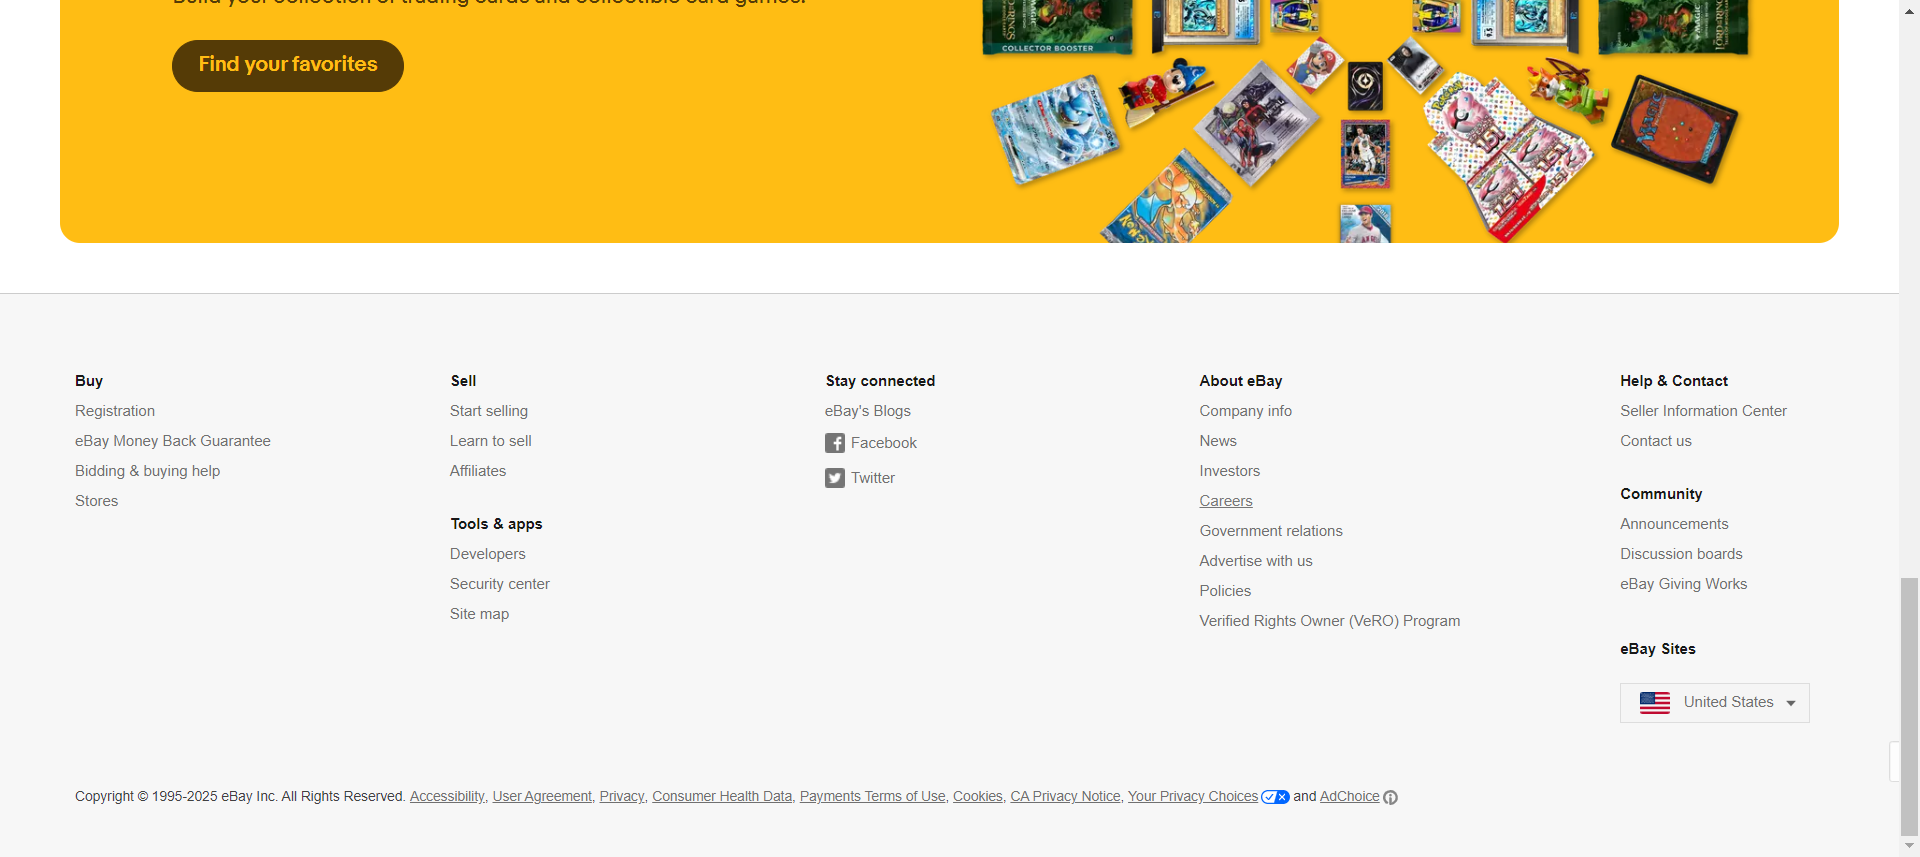 Build your collection of trading cards and collectible card games.
Find your favorites
COLLECTOR BOOSTER
Buy
Registration
eBay Money Back Guarantee
Bidding & buying help
Stores
Sell
Start selling
Learn to sell
Affiliates
Tools & apps
Developers
Security center
Site map
Stay connected
eBay's Blogs
Facebook
Twitter
About eBay
Company info
News
Investors
Careers
Government relations
Advertise with us
Policies
Verified Rights Owner (VeRO) Program
Help & Contact
Seller Information Center
Contact us
Community
Announcements
Discussion boards
eBay Giving Works
eBay Sites
United States
Copyright © 1995-2025 eBay Inc. All Rights Reserved. Accessibility, User Agreement, Privacy, Consumer Health Data, Payments Terms of Use, Cookies, CA Privacy Notice, Your Privacy Choices and AdChoice